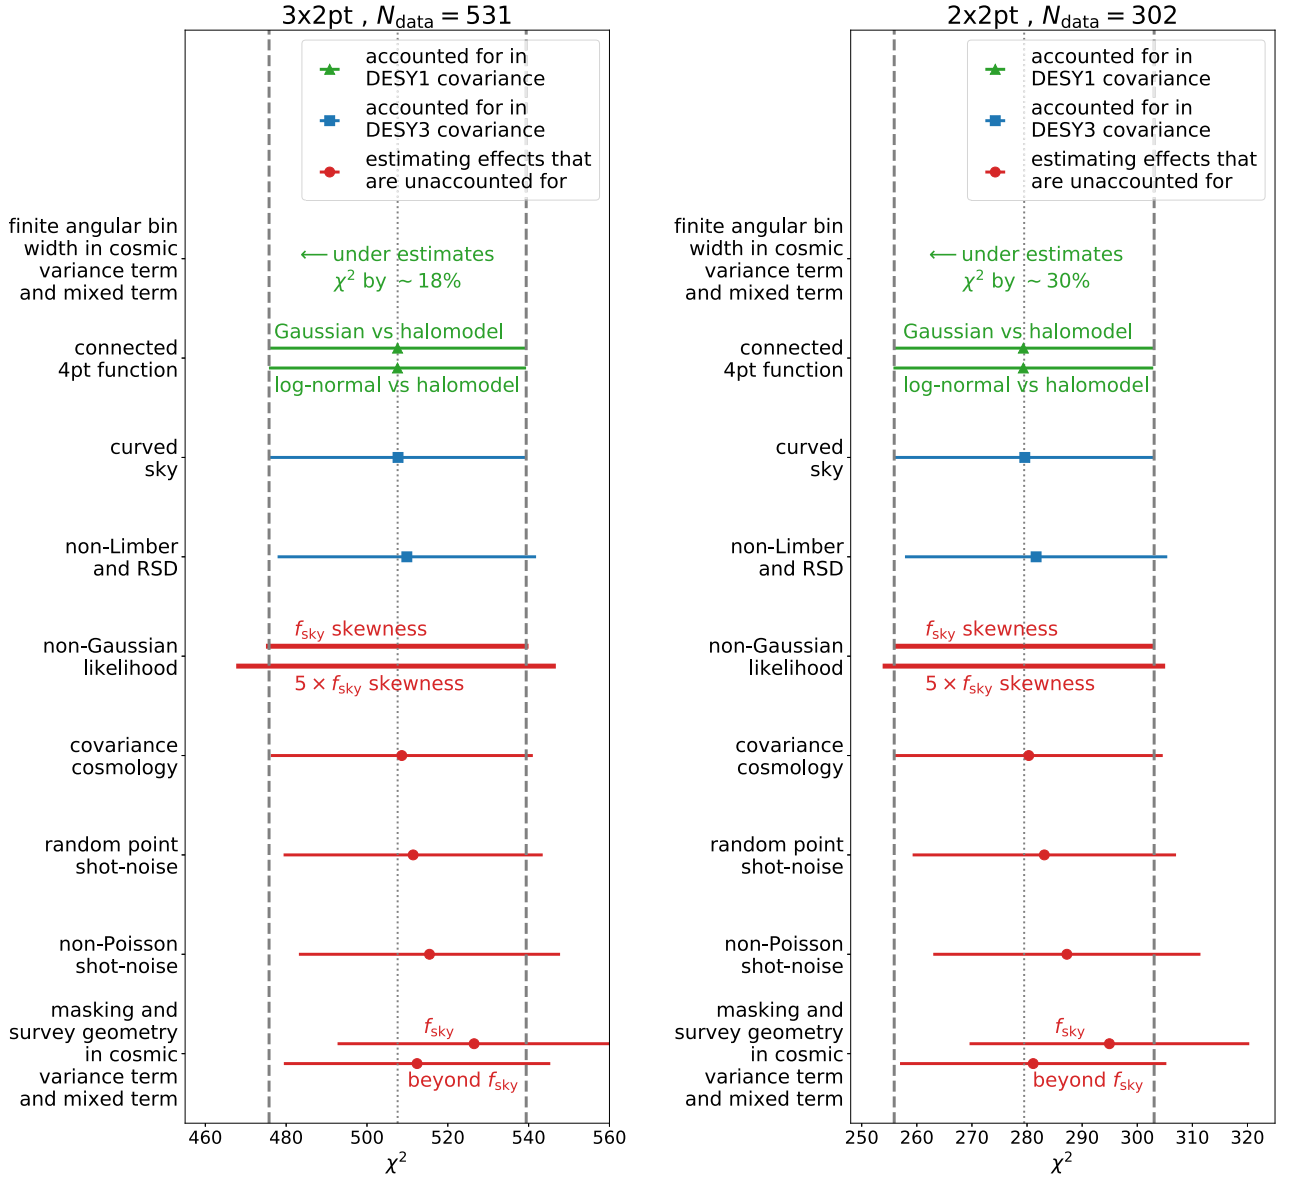 3x2pt , N_data = 531
accounted for in
DESY1 covariance
accounted for in
DESY3 covariance
estimating effects that
are unaccounted for
finite angular bin
width in cosmic
variance term
and mixed term
⟵ under estimates
χ² by ~ 18%
connected
4pt function
Gaussian vs halomodel
log-normal vs halomodel
curved
sky
non-Limber
and RSD
non-Gaussian
likelihood
f_sky skewness
5 × f_sky skewness
covariance
cosmology
random point
shot-noise
non-Poisson
shot-noise
masking and
survey geometry
in cosmic
variance term
and mixed term
f_sky
beyond f_sky
460 480 500 520 540 560
χ²
2x2pt , N_data = 302
accounted for in
DESY1 covariance
accounted for in
DESY3 covariance
estimating effects that
are unaccounted for
finite angular bin
width in cosmic
variance term
and mixed term
⟵ under estimates
χ² by ~ 30%
connected
4pt function
Gaussian vs halomodel
log-normal vs halomodel
curved
sky
non-Limber
and RSD
non-Gaussian
likelihood
f_sky skewness
5 × f_sky skewness
covariance
cosmology
random point
shot-noise
non-Poisson
shot-noise
masking and
survey geometry
in cosmic
variance term
and mixed term
f_sky
beyond f_sky
250 260 270 280 290 300 310 320
χ²